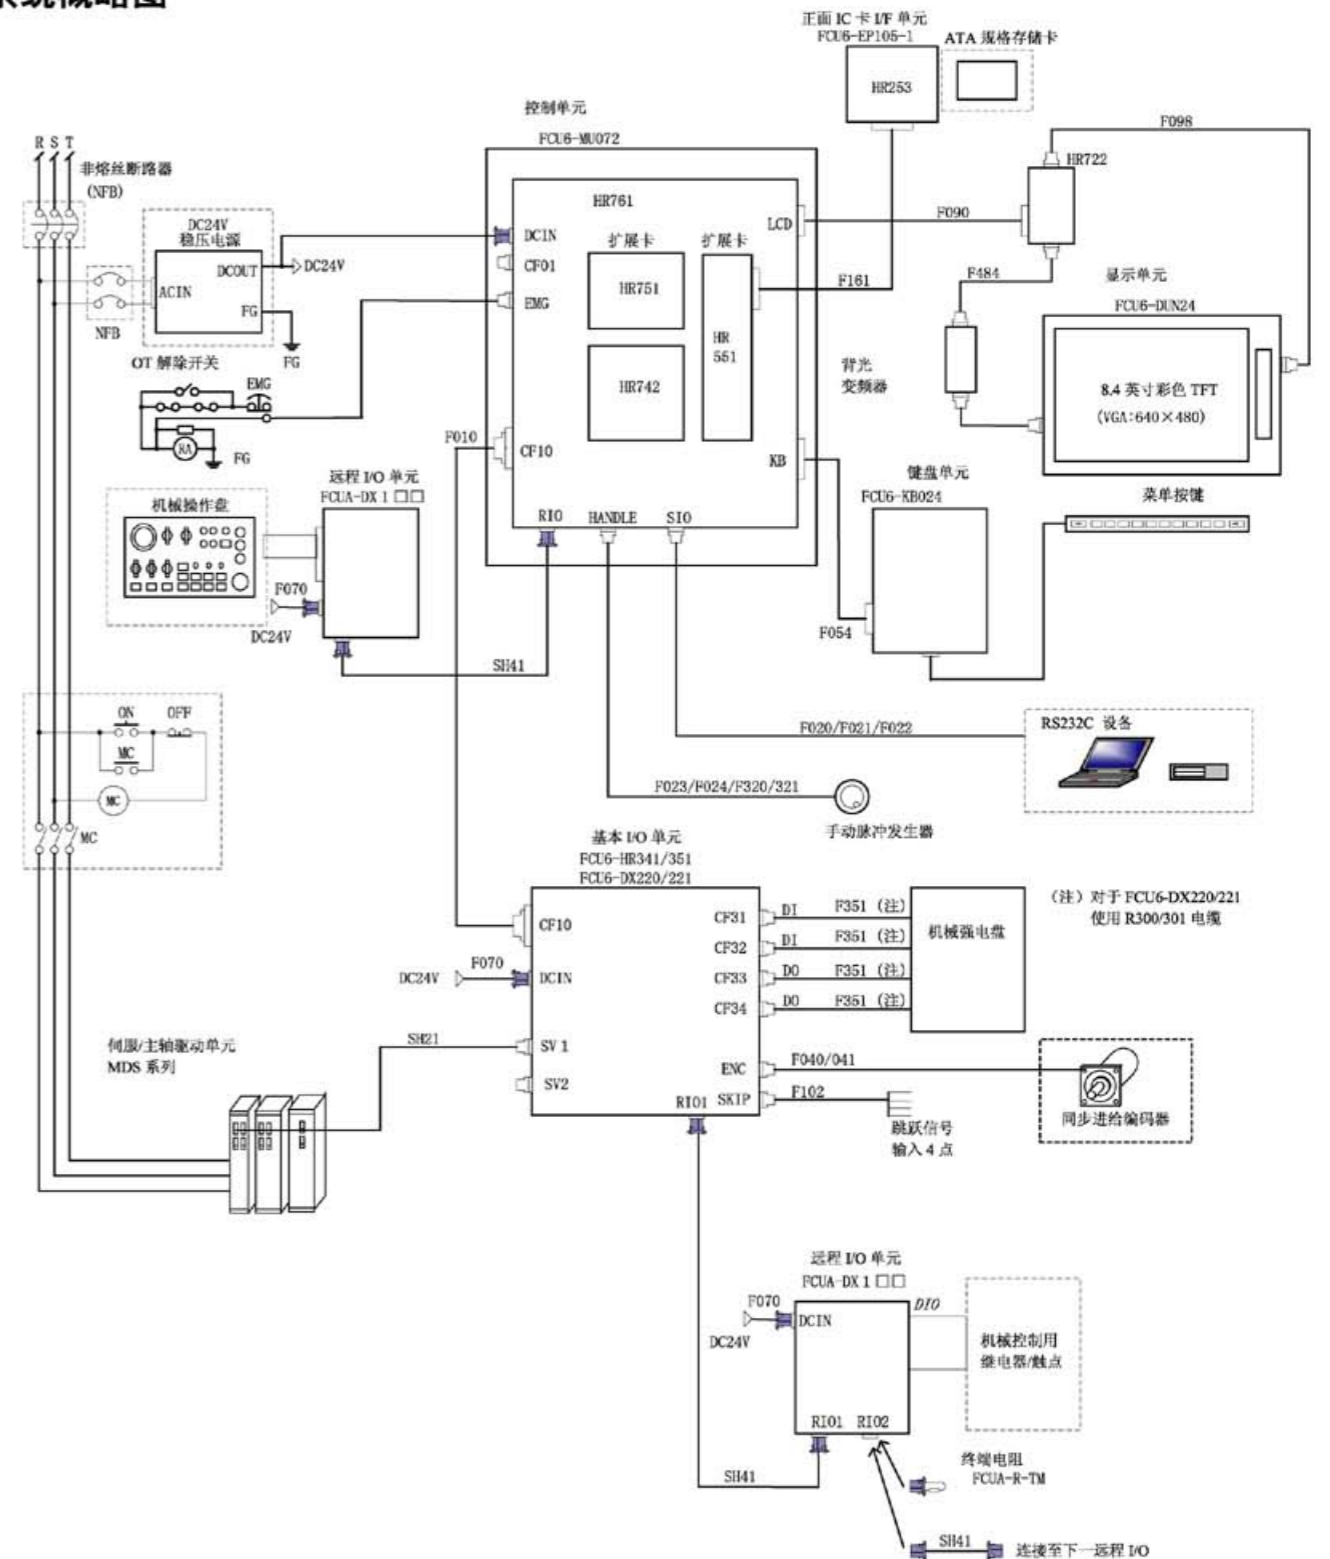 正面 IC 卡 I/F 单元
FCU6-EP105-1
ATA 规格存储卡
HR253
控制单元
FCU6-MU072
F098
R S T
非熔丝断路器
(NFB)
HR722
HR761
DC24V
稳压电源
LCD
F090
DCIN
扩展卡
扩展卡
DCOUT
DC24V
CF01
F484
显示单元
ACIN
HR751
F161
EMG
FCU6-DUN24
FG
NFB
HR
551
OT 解除开关
FG
背光
变频器
EMG
HR742
8.4 英寸彩色 TFT
(VGA:640×480)
F010
RA
FG
CF10
KB
远程 I/O 单元
FCUA-DX 1 □□
键盘单元
FCU6-KB024
菜单按键
机械操作盘
RIO
HANDLE
SIO
F070
DC24V
F054
SH41
ON
OFF
RS232C 设备
F020/F021/F022
MC
MC
F023/F024/F320/321
MC
手动脉冲发生器
基本 I/O 单元
FCU6-HR341/351
FCU6-DX220/221
(注) 对于 FCU6-DX220/221
使用 R300/301 电缆
CF10
CF31
DI
F351 (注)
机械强电盘
CF32
DI
F351 (注)
F070
DC24V
DCIN
CF33
DO
F351 (注)
CF34
DO
F351 (注)
伺服/主轴驱动单元
MDS 系列
SH21
SV1
SV2
ENC
F040/041
RIO1
SKIP
F102
同步进给编码器
跳跃信号
输入 4 点
远程 I/O 单元
FCUA-DX 1 □□
F070
DC24V
DCIN
DIO
机械控制用
继电器/触点
RIO1
RIO2
SH41
终端电阻
FCUA-R-TM
SH41
连接至下一远程 I/O